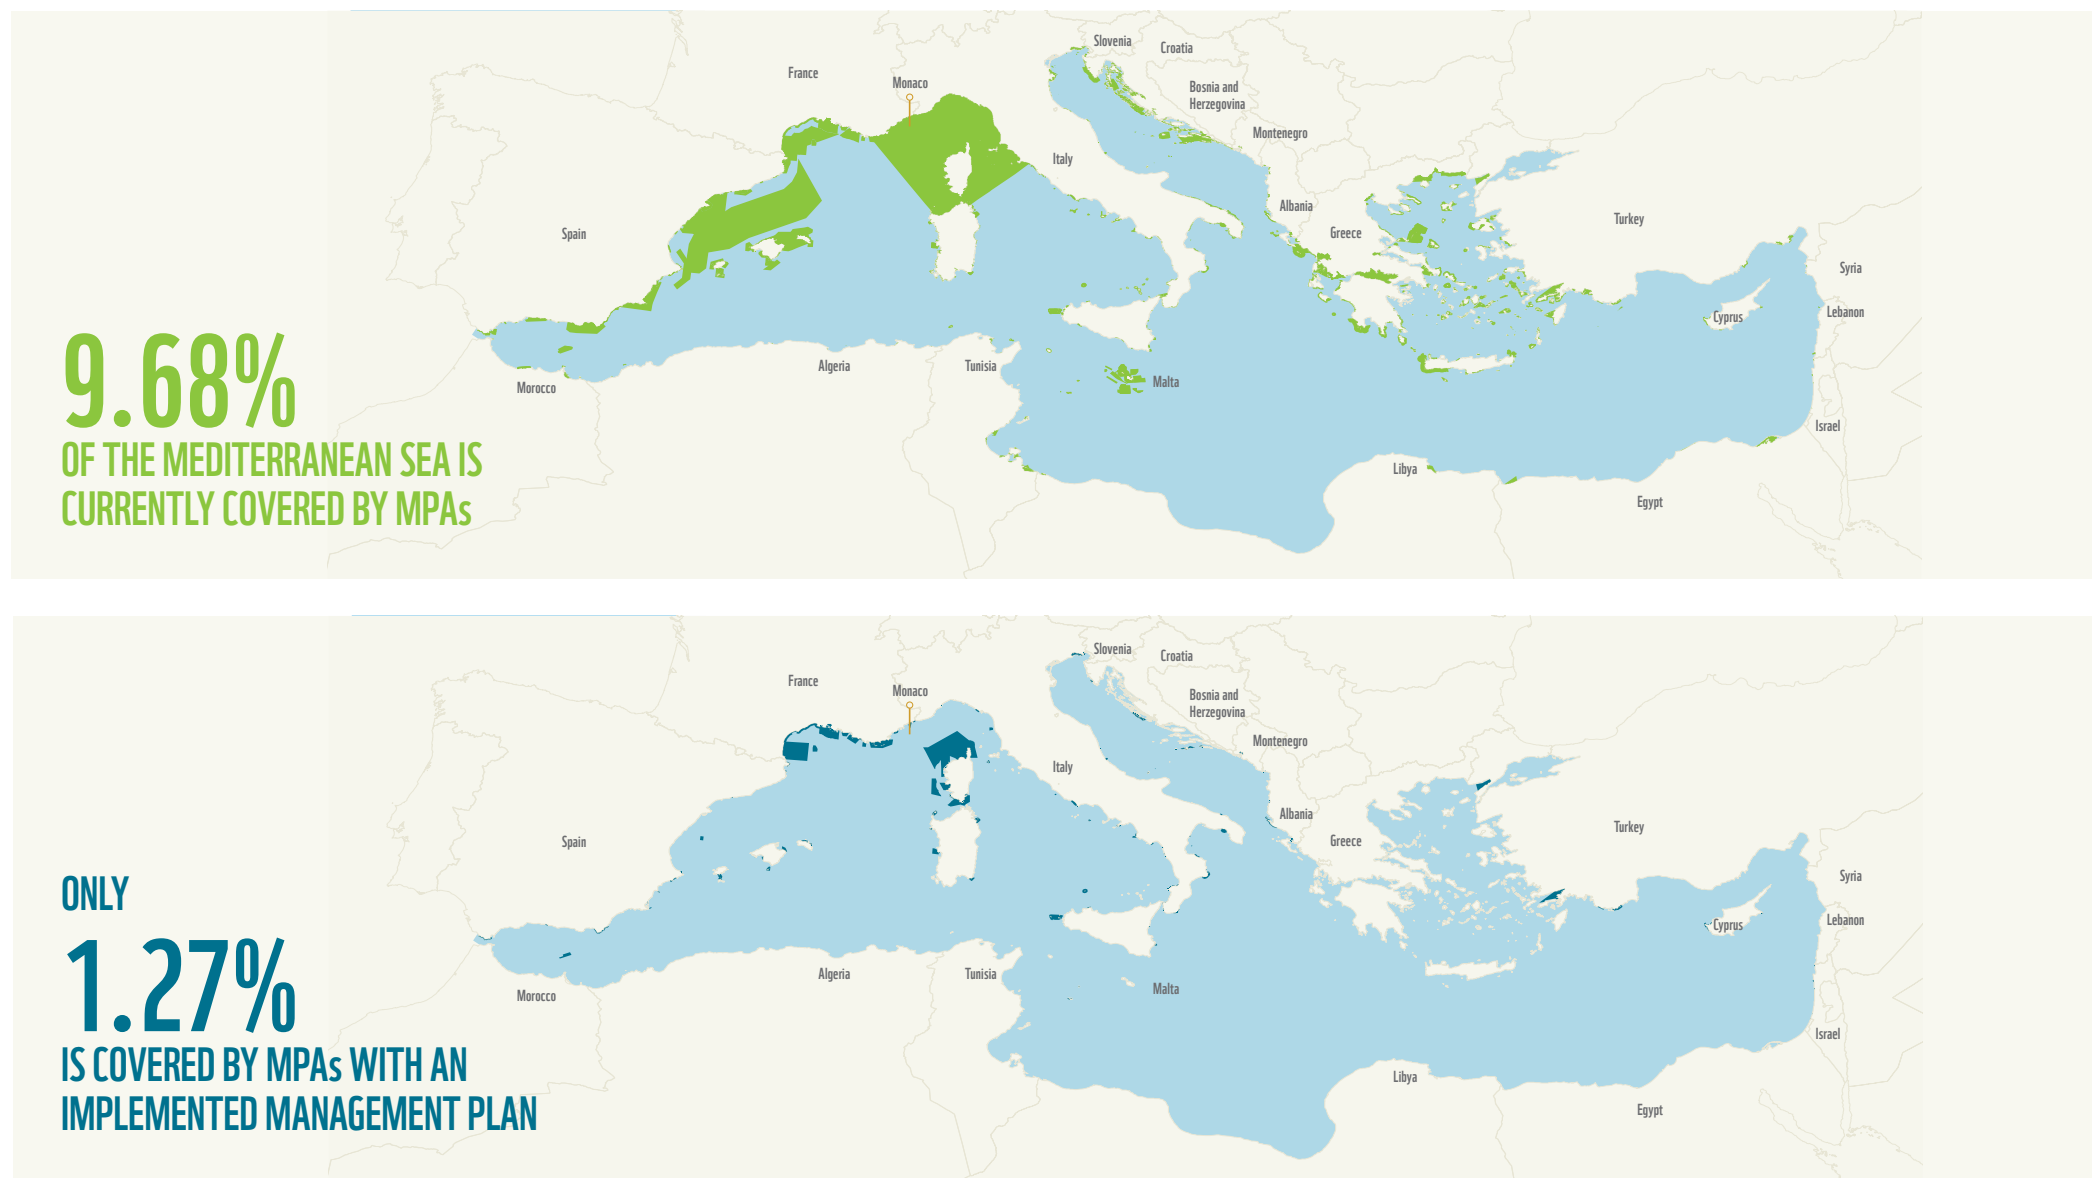 Slovenia
Croatia
France
Monaco
Bosnia and
Herzegovina
Montenegro
Italy
Albania
Spain
Greece
Turkey
Syria
Cyprus
Lebanon
9.68%
Algeria
Tunisia
Malta
Morocco
Israel
OF THE MEDITERRANEAN SEA IS
Libya
CURRENTLY COVERED BY MPAs
Egypt
Slovenia
Croatia
France
Monaco
Bosnia and
Herzegovina
Montenegro
Italy
Albania
Spain
Greece
Turkey
Syria
ONLY
Cyprus
Lebanon
1.27%
Algeria
Tunisia
Malta
Morocco
Israel
IS COVERED BY MPAs WITH AN
Libya
IMPLEMENTED MANAGEMENT PLAN
Egypt